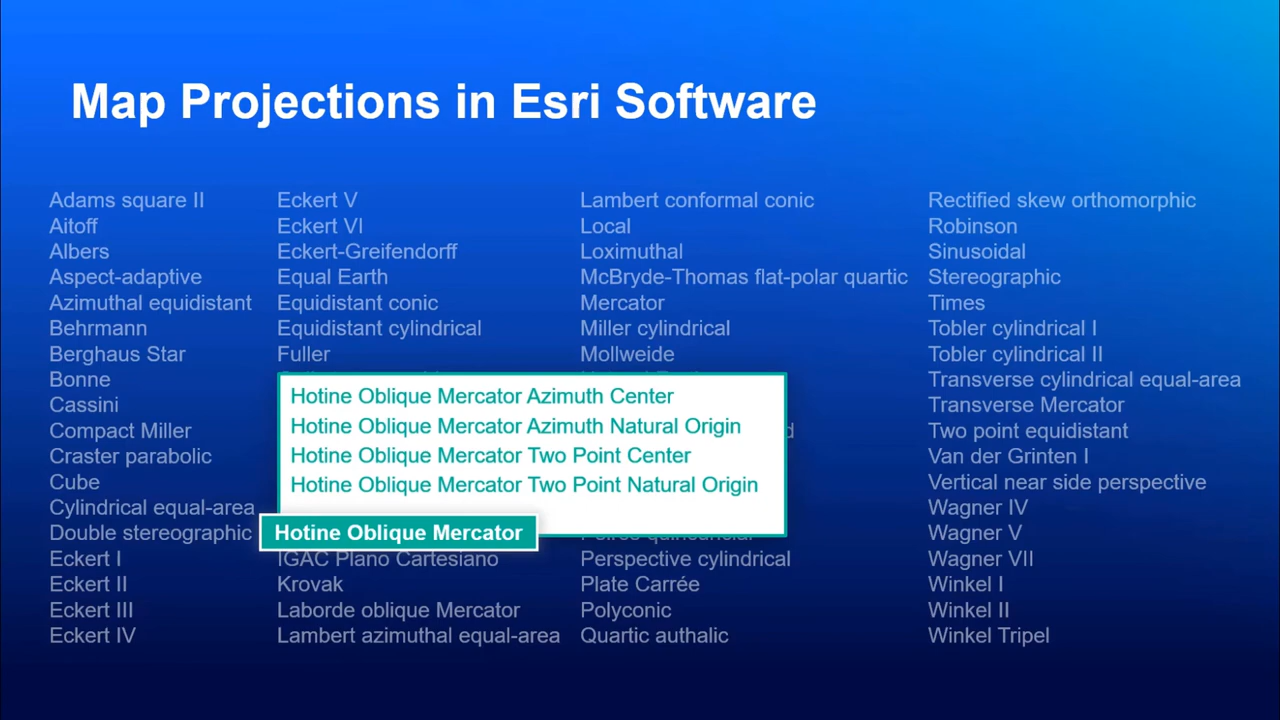 Map Projections in Esri Software
Adams square II
Aitoff
Albers
Aspect-adaptive
Azimuthal equidistant
Behrmann
Berghaus Star
Bonne
Cassini
Compact Miller
Craster parabolic
Cube
Cylindrical equal-area
Double stereographic
Eckert I
Eckert II
Eckert III
Eckert IV
Eckert V
Eckert VI
Eckert-Greifendorff
Equal Earth
Equidistant conic
Equidistant cylindrical
Fuller
Hotine Oblique Mercator Azimuth Center
Hotine Oblique Mercator Azimuth Natural Origin
Hotine Oblique Mercator Two Point Center
Hotine Oblique Mercator Two Point Natural Origin
Hotine Oblique Mercator
IGAC Plano Cartesiano
Krovak
Laborde oblique Mercator
Lambert azimuthal equal-area
Lambert conformal conic
Local
Loximuthal
McBryde-Thomas flat-polar quartic
Mercator
Miller cylindrical
Mollweide
Perspective cylindrical
Plate Carrée
Polyconic
Quartic authalic
Rectified skew orthomorphic
Robinson
Sinusoidal
Stereographic
Times
Tobler cylindrical I
Tobler cylindrical II
Transverse cylindrical equal-area
Transverse Mercator
Two point equidistant
Van der Grinten I
Vertical near side perspective
Wagner IV
Wagner V
Wagner VII
Winkel I
Winkel II
Winkel Tripel